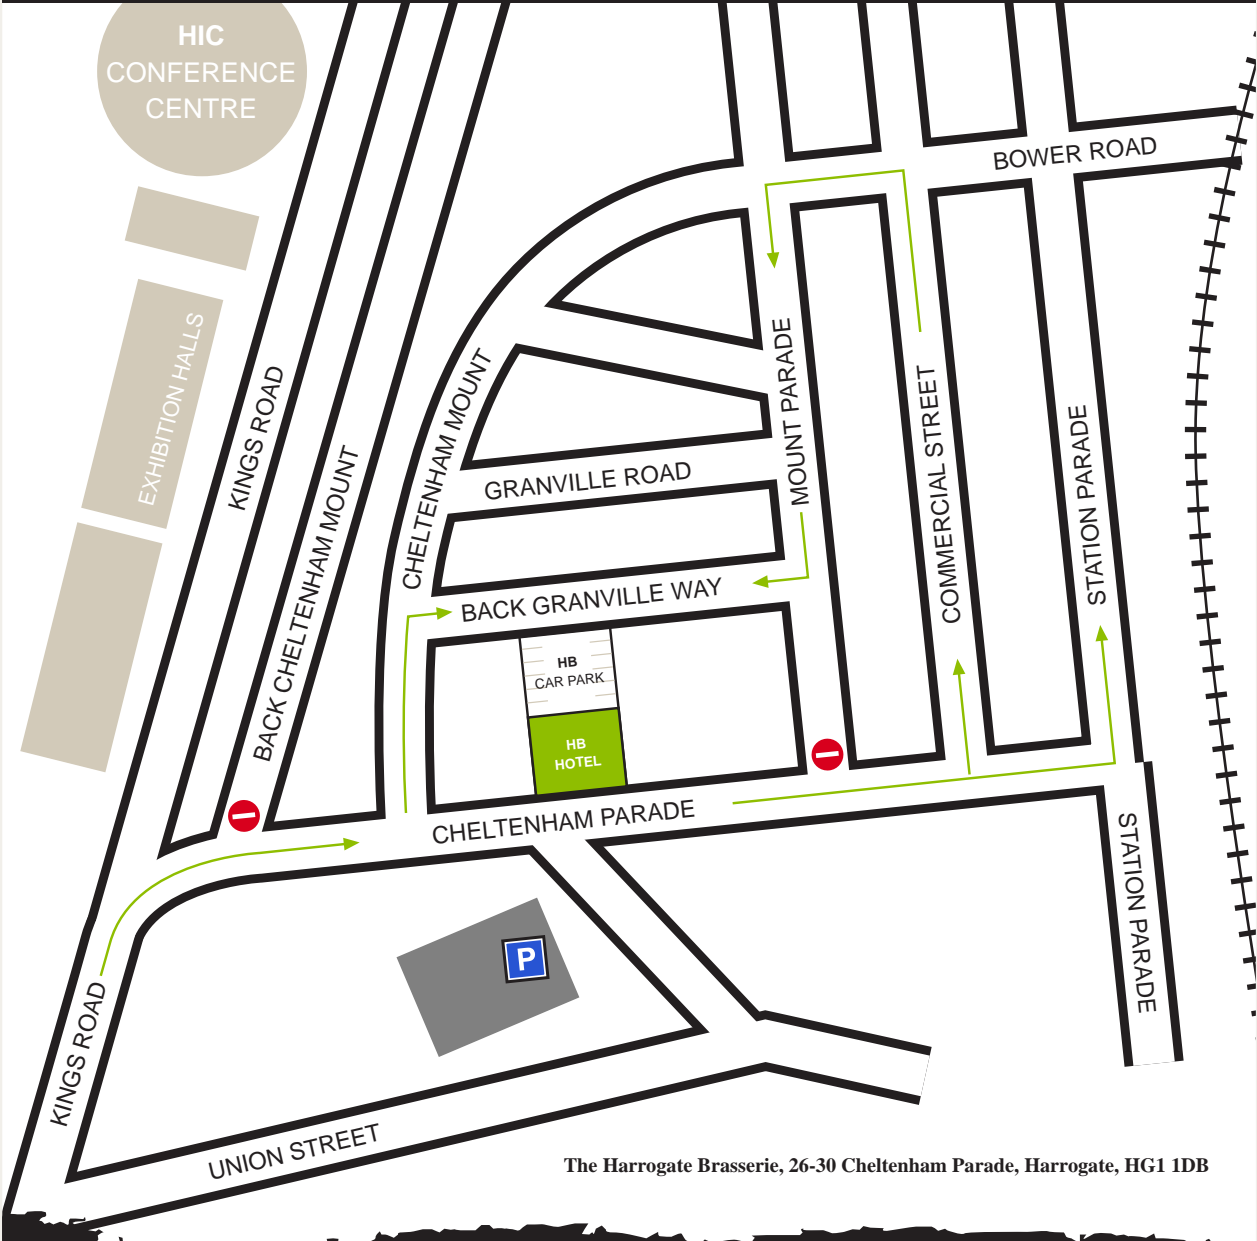 HIC
CONFERENCE
CENTRE
BOWER ROAD
EXHIBITION HALLS
KINGS ROAD
BACK CHELTENHAM MOUNT
CHELTENHAM MOUNT
MOUNT PARADE
COMMERCIAL STREET
STATION PARADE
GRANVILLE ROAD
BACK GRANVILLE WAY
HB
CAR PARK
HB
HOTEL
CHELTENHAM PARADE
STATION PARADE
P
KINGS ROAD
UNION STREET
The Harrogate Brasserie, 26-30 Cheltenham Parade, Harrogate, HG1 1DB